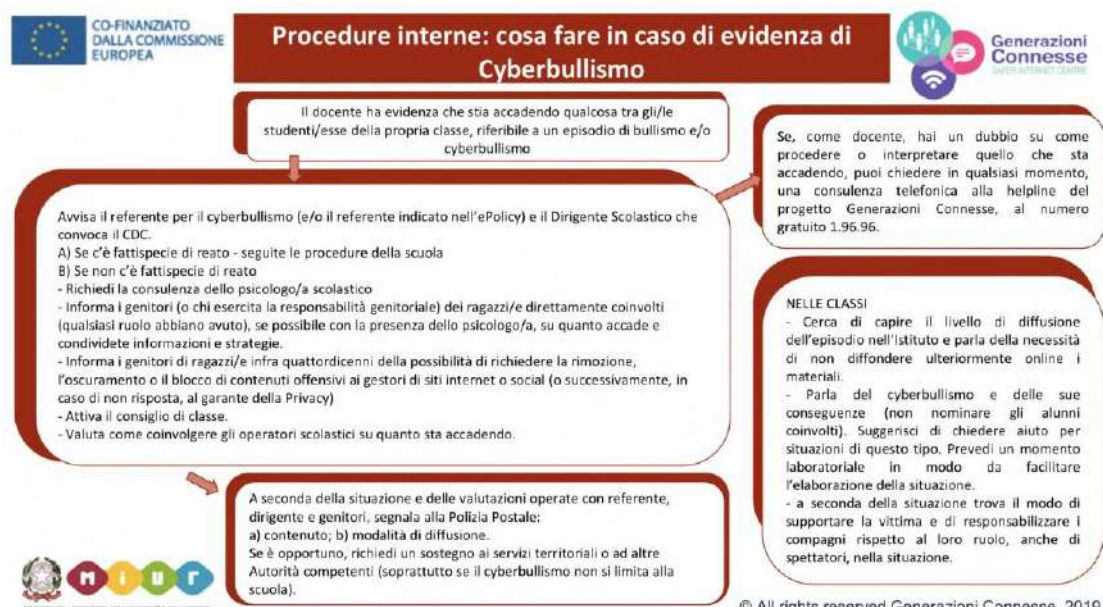 CO-FINANZIATO
DALLA COMMISSIONE
EUROPEA
Procedure interne: cosa fare in caso di evidenza di
Cyberbullismo
Generazioni
Connesse
SAFER INTERNET CENTRE
Il docente ha evidenza che stia accadendo qualcosa tra gli/le
studenti/esse della propria classe, riferibile a un episodio di bullismo e/o
cyberbullismo
Se, come docente, hai un dubbio su come
procedere o interpretare quello che sta
accadendo, puoi chiedere in qualsiasi momento,
una consulenza telefonica alla helpline del
progetto Generazioni Connesse, al numero
gratuito 1.96.96.
Avvisa il referente per il cyberbullismo (e/o il referente indicato nell'ePolicy) e il Dirigente Scolastico che
convoca il CDC.
A) Se c'è fattispecie di reato - seguite le procedure della scuola
B) Se non c'è fattispecie di reato
- Richiedi la consulenza dello psicologo/a scolastico
- Informa i genitori (o chi esercita la responsabilità genitoriale) dei ragazzi/e direttamente coinvolti
(qualsiasi ruolo abbiano avuto), se possibile con la presenza dello psicologo/a, su quanto accade e
condividete informazioni e strategie.
- Informa i genitori di ragazzi/e infra quattordicenni della possibilità di richiedere la rimozione,
l'oscuramento o il blocco di contenuti offensivi ai gestori di siti internet o social (o successivamente, in
caso di non risposta, al garante della Privacy)
- Attiva il consiglio di classe.
- Valuta come coinvolgere gli operatori scolastici su quanto sta accadendo.
NELLE CLASSI
- Cerca di capire il livello di diffusione
dell'episodio nell'Istituto e parla della necessità
di non diffondere ulteriormente online i
materiali.
- Parla del cyberbullismo e delle sue
conseguenze (non nominare gli alunni
coinvolti). Suggerisci di chiedere aiuto per
situazioni di questo tipo. Prevedi un momento
laboratoriale in modo da facilitare
l'elaborazione della situazione.
- a seconda della situazione trova il modo di
supportare la vittima e di responsabilizzare i
compagni rispetto al loro ruolo, anche di
spettatori, nella situazione.
A seconda della situazione e delle valutazioni operate con referente,
dirigente e genitori, segnala alla Polizia Postale:
a) contenuto; b) modalità di diffusione.
Se è opportuno, richiedi un sostegno ai servizi territoriali o ad altre
Autorità competenti (soprattutto se il cyberbullismo non si limita alla
scuola).
MIUR
© All rights reserved Generazioni Connesse 2019